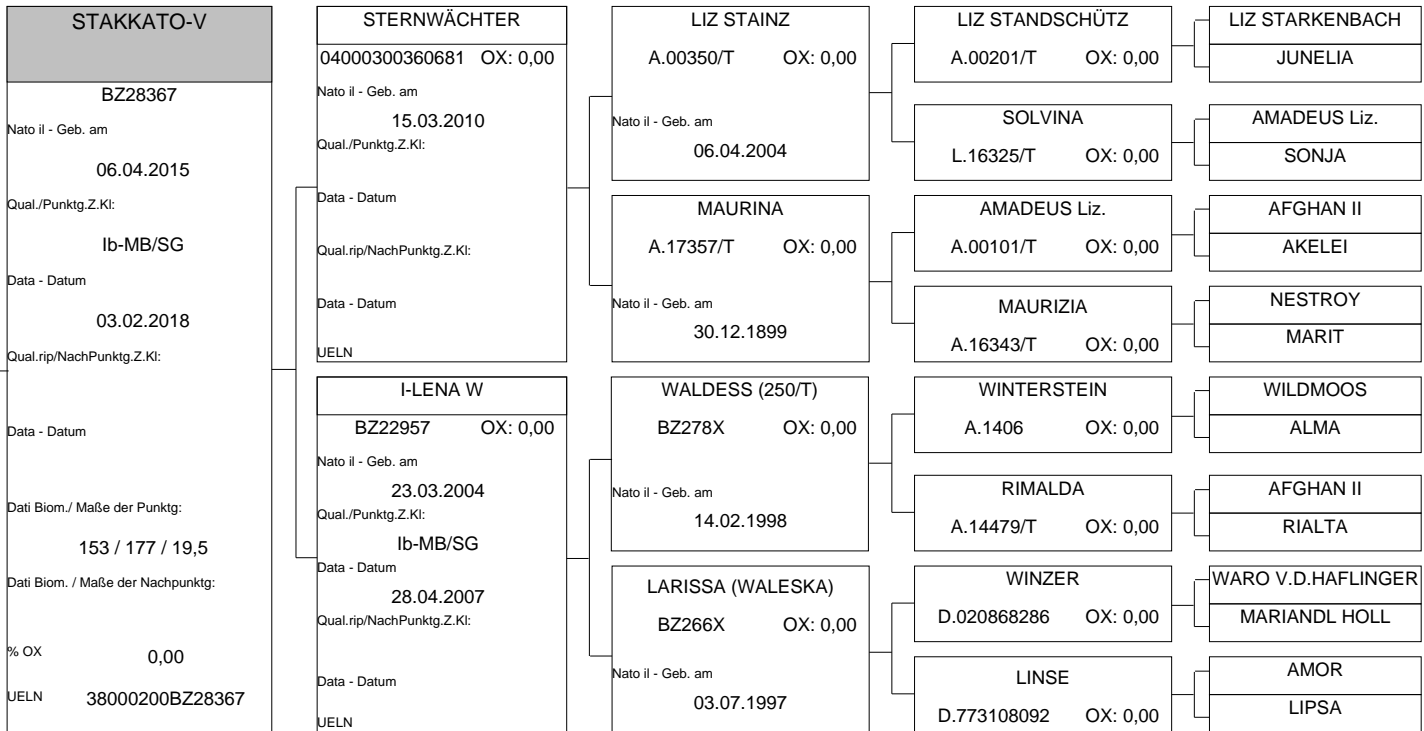 STAKKATO-V
BZ28367
Nato il - Geb. am
06.04.2015
Qual./Punktg.Z.Kl:
Ib-MB/SG
Data - Datum
03.02.2018
Qual.rip/NachPunktg.Z.Kl:
Data - Datum
Dati Biom./ Maße der Punktg:
153 / 177 / 19,5
Dati Biom. / Maße der Nachpunktg:
% OX 0,00
UELN 38000200BZ28367
STERNWÄCHTER
04000300360681 OX: 0,00
Nato il - Geb. am
15.03.2010
Qual./Punktg.Z.Kl:
Data - Datum
Qual.rip/NachPunktg.Z.Kl:
Data - Datum
UELN
I-LENA W
BZ22957 OX: 0,00
Nato il - Geb. am
23.03.2004
Qual./Punktg.Z.Kl:
Ib-MB/SG
Data - Datum
28.04.2007
Qual.rip/NachPunktg.Z.Kl:
Data - Datum
UELN
LIZ STAINZ
A.00350/T OX: 0,00
Nato il - Geb. am
06.04.2004
MAURINA
A.17357/T OX: 0,00
Nato il - Geb. am
30.12.1899
WALDESS (250/T)
BZ278X OX: 0,00
Nato il - Geb. am
14.02.1998
LARISSA (WALESKA)
BZ266X OX: 0,00
Nato il - Geb. am
03.07.1997
LIZ STANDSCHÜTZ
A.00201/T OX: 0,00
SOLVINA
L.16325/T OX: 0,00
AMADEUS Liz.
A.00101/T OX: 0,00
MAURIZIA
A.16343/T OX: 0,00
WINTERSTEIN
A.1406 OX: 0,00
RIMALDA
A.14479/T OX: 0,00
WINZER
D.020868286 OX: 0,00
LINSE
D.773108092 OX: 0,00
LIZ STARKENBACH
JUNELIA
AMADEUS Liz.
SONJA
AFGHAN II
AKELEI
NESTROY
MARIT
WILDMOOS
ALMA
AFGHAN II
RIALTA
WARO V.D.HAFLINGER
MARIANDL HOLL
AMOR
LIPSA